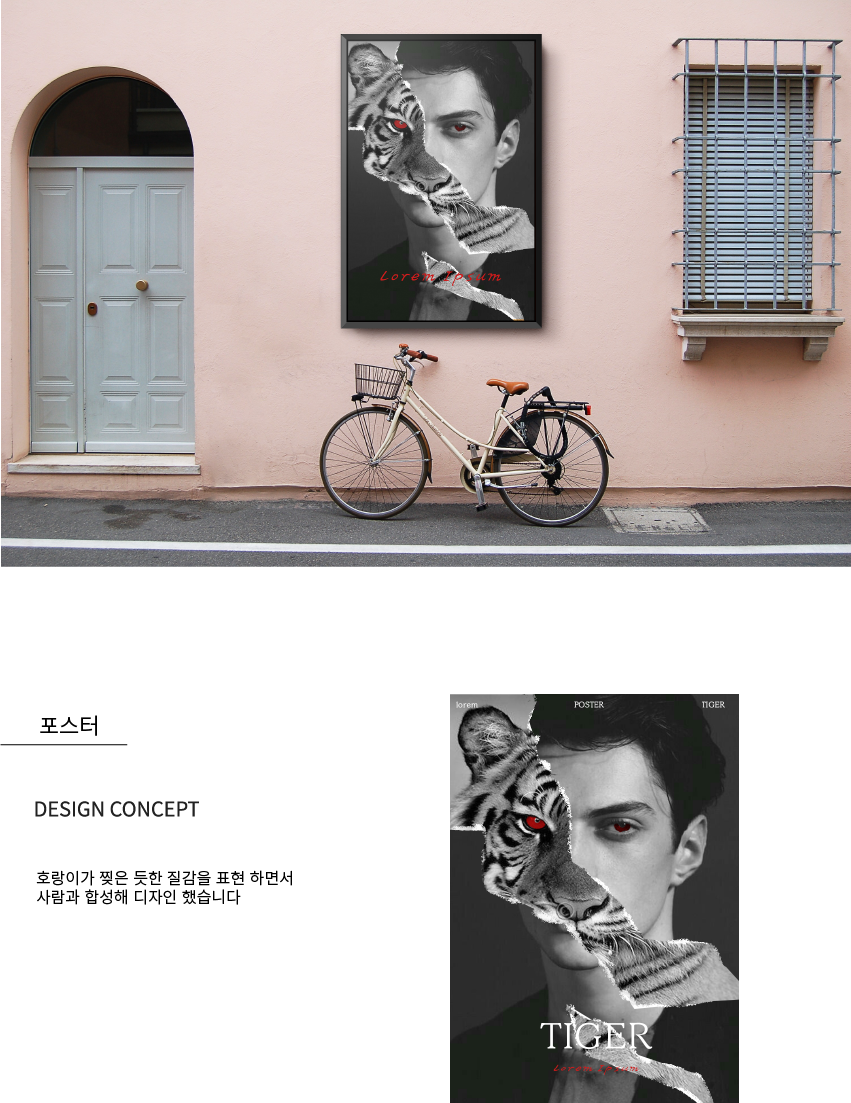 Lorem Ipsum
포스터
DESIGN CONCEPT
호랑이가 찢은 듯한 질감을 표현 하면서
사람과 합성해 디자인 했습니다
lorem POSTER TIGER
TIGER
Lorem Ipsum